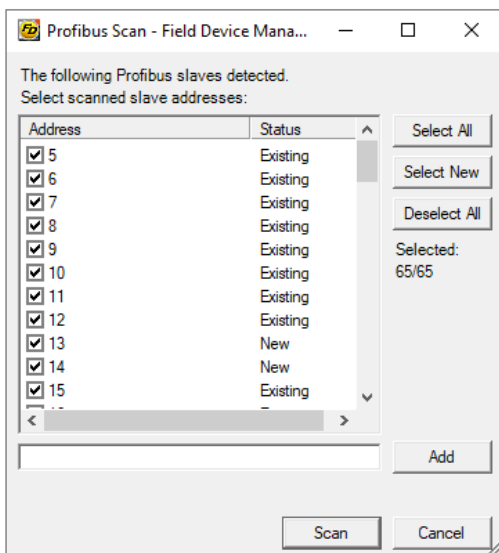 Profibus Scan - Field Device Mana...
The following Profibus slaves detected.
Select scanned slave addresses:
Address Status
5 Existing
6 Existing
7 Existing
8 Existing
9 Existing
10 Existing
11 Existing
12 Existing
13 New
14 New
15 Existing
Select All
Select New
Deselect All
Selected:
65/65
Add
Scan Cancel